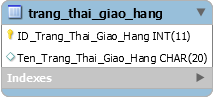 trang_thai_giao_hang
ID_Trang_Thai_Giao_Hang INT(11)
Ten_Trang_Thai_Giao_Hang CHAR(20)
Indexes